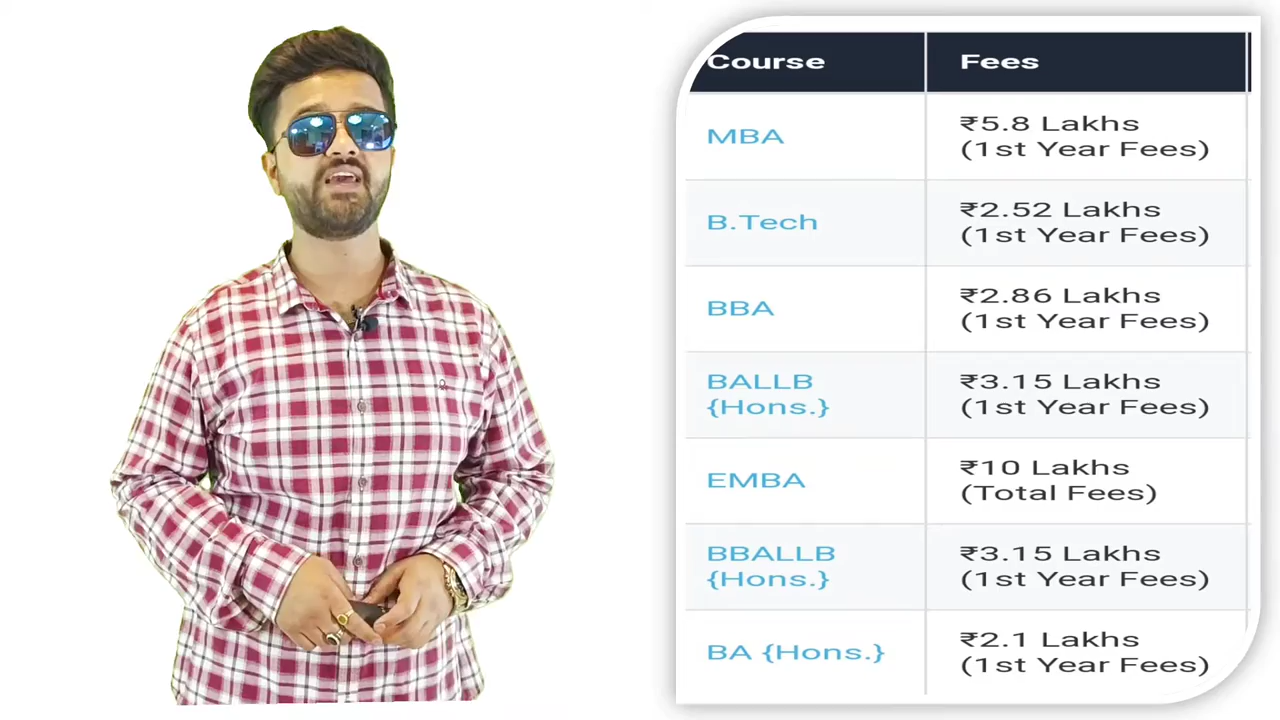 Course
Fees
MBA
₹5.8 Lakhs
(1st Year Fees)
B.Tech
₹2.52 Lakhs
(1st Year Fees)
BBA
₹2.86 Lakhs
(1st Year Fees)
BALLB
{Hons.}
₹3.15 Lakhs
(1st Year Fees)
EMBA
₹10 Lakhs
(Total Fees)
BBALLB
{Hons.}
₹3.15 Lakhs
(1st Year Fees)
BA {Hons.}
₹2.1 Lakhs
(1st Year Fees)